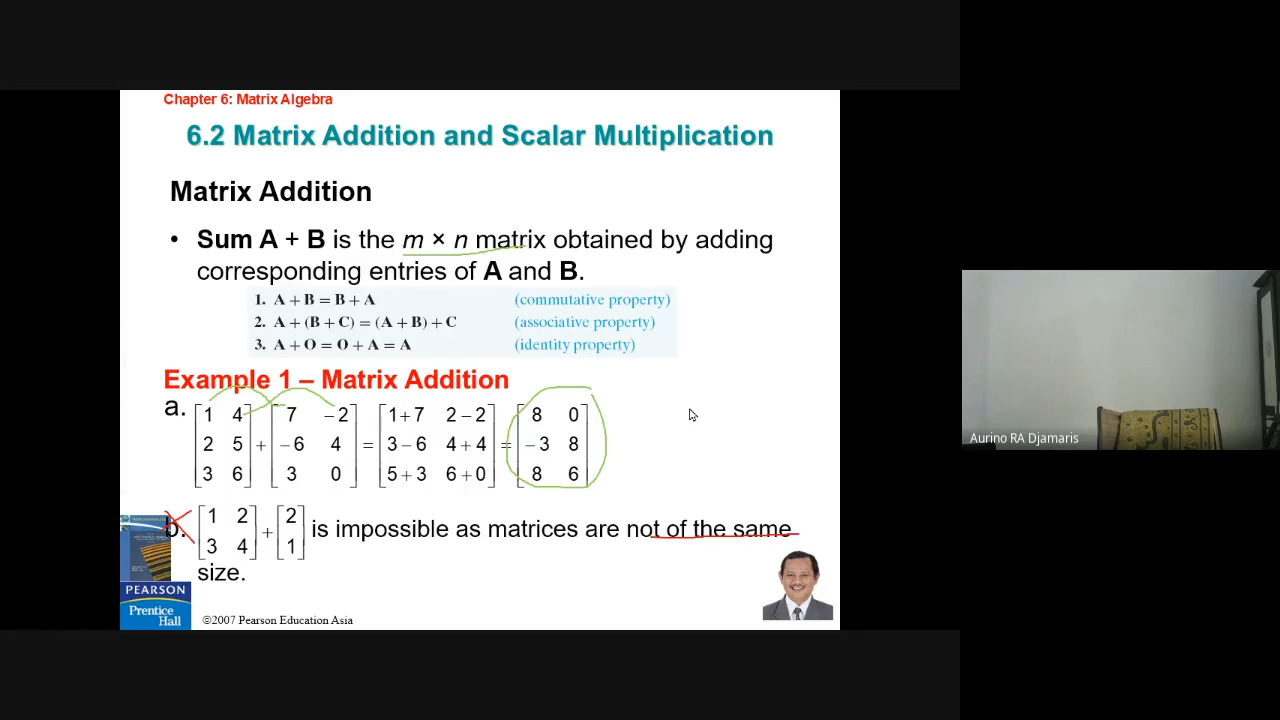 Chapter 6: Matrix Algebra
6.2 Matrix Addition and Scalar Multiplication
Matrix Addition
• Sum A + B is the m × n matrix obtained by adding
corresponding entries of A and B.
1. A + B = B + A (commutative property)
2. A + (B + C) = (A + B) + C (associative property)
3. A + O = O + A = A (identity property)
Example 1 – Matrix Addition
a. [1 4; 2 5; 3 6] + [7 −2; −6 4; 3 0] = [1+7 2−2; 3−6 4+4; 5+3 6+0] = [8 0; −3 8; 8 6]
b. [1 2; 3 4] + [2; 1] is impossible as matrices are not of the same
size.
PEARSON
Prentice
Hall
©2007 Pearson Education Asia
Aurino RA Djamaris